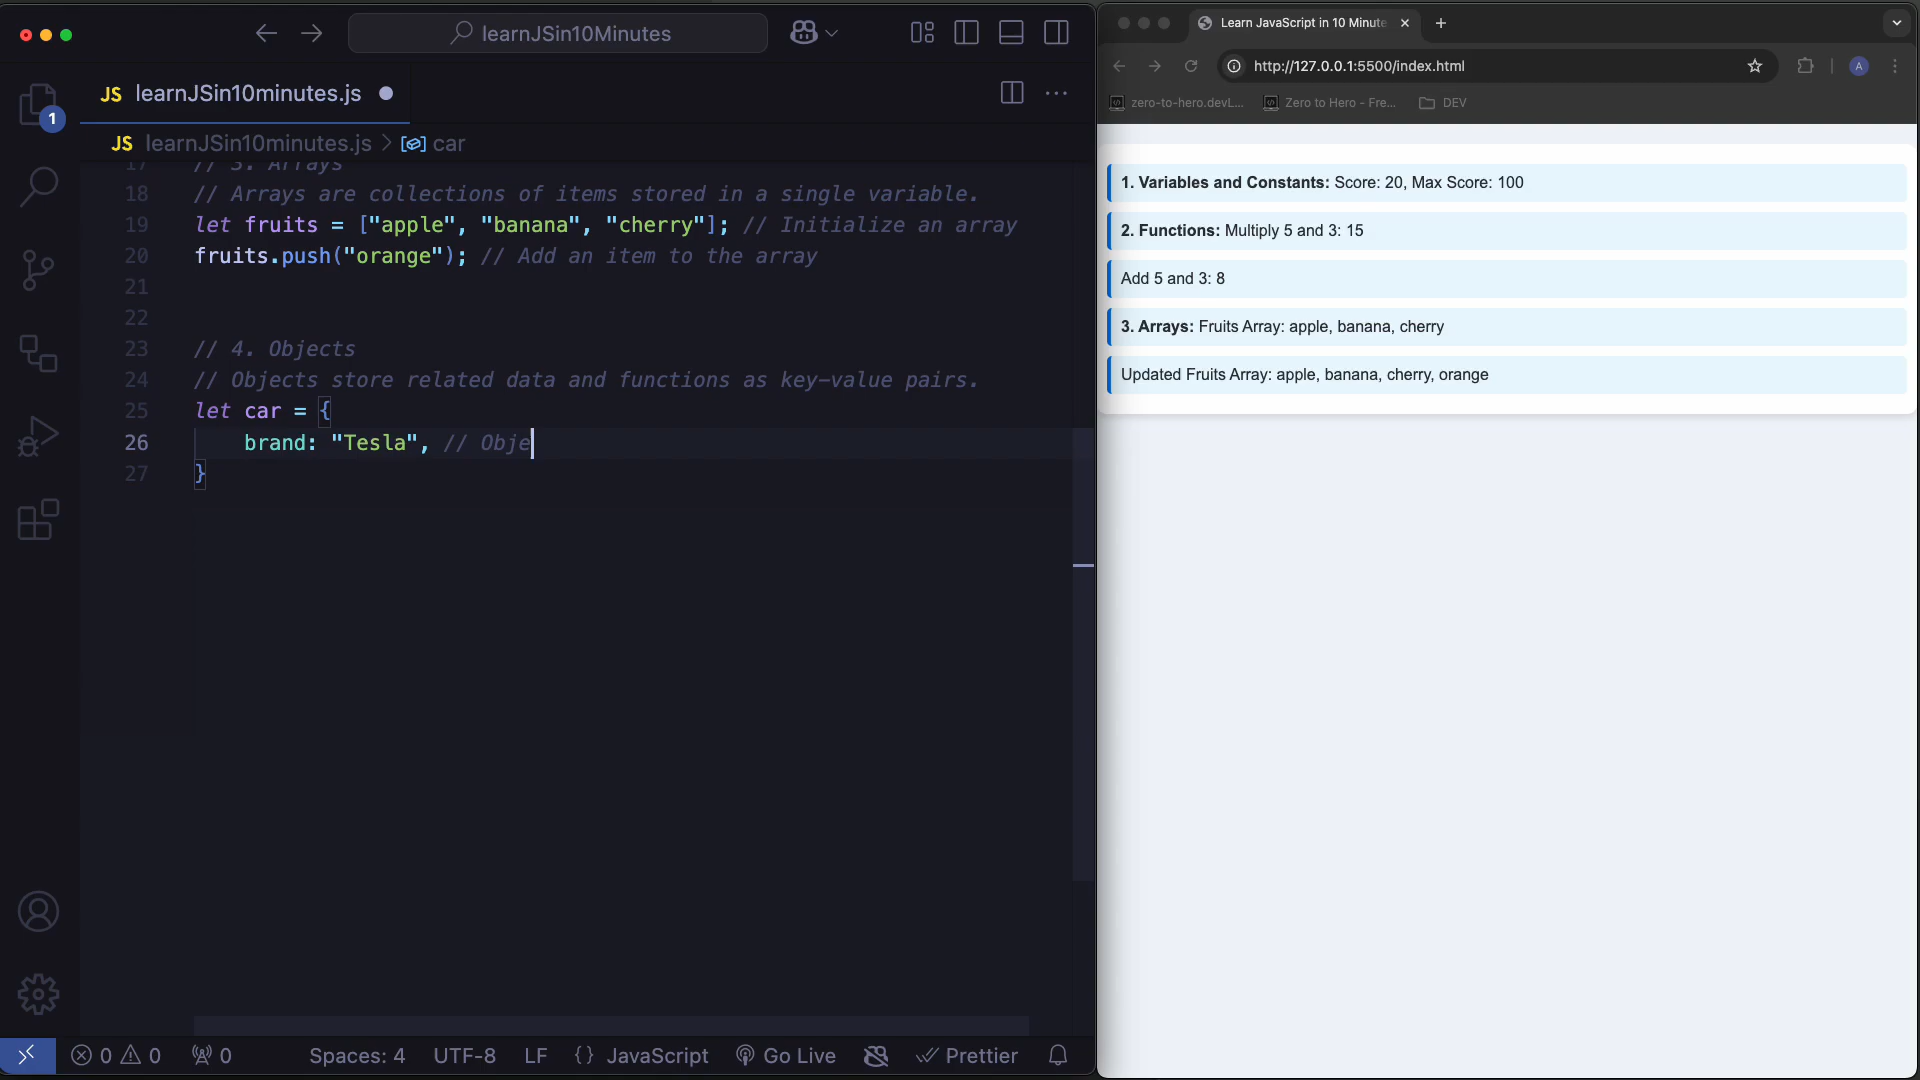 learnJSin10Minutes
JS learnJSin10minutes.js
JS learnJSin10minutes.js > car
1
17 // 3. Arrays
18 // Arrays are collections of items stored in a single variable.
19 let fruits = ["apple", "banana", "cherry"]; // Initialize an array
20 fruits.push("orange"); // Add an item to the array
21
22
23 // 4. Objects
24 // Objects store related data and functions as key-value pairs.
25 let car = {
26 brand: "Tesla", // Obje
27 }
0 0 0 Spaces: 4 UTF-8 LF {} JavaScript Go Live Prettier
Learn JavaScript in 10 Minute
http://127.0.0.1:5500/index.html
A
zero-to-hero.devL... Zero to Hero - Fre... DEV
1. Variables and Constants: Score: 20, Max Score: 100
2. Functions: Multiply 5 and 3: 15
Add 5 and 3: 8
3. Arrays: Fruits Array: apple, banana, cherry
Updated Fruits Array: apple, banana, cherry, orange